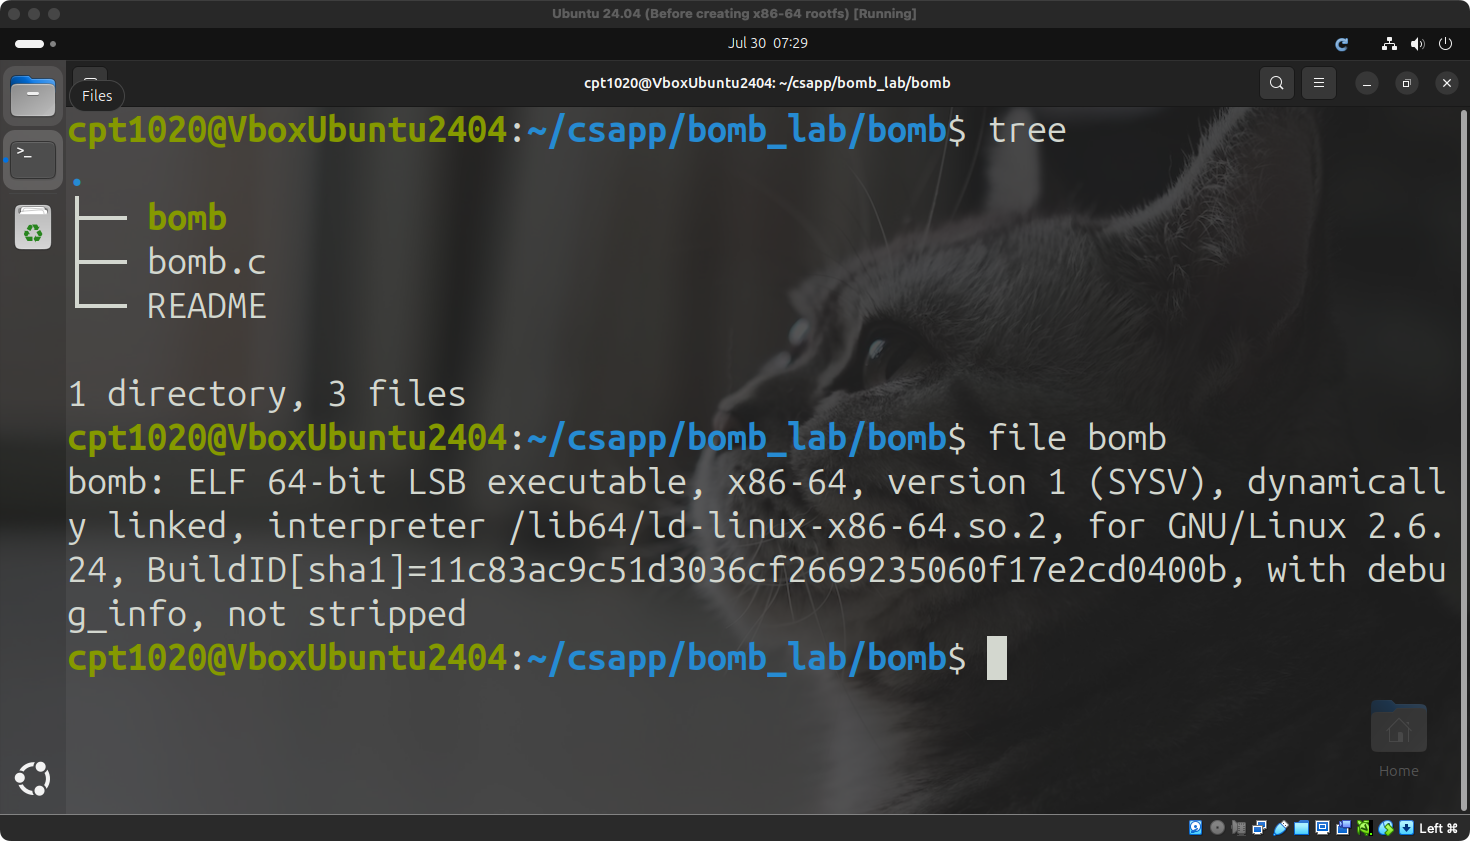 Ubuntu 24.04 (Before creating x86-64 rootfs) [Running]
Jul 30 07:29
cpt1020@VboxUbuntu2404: ~/csapp/bomb_lab/bomb
Files
cpt1020@VboxUbuntu2404:~/csapp/bomb_lab/bomb$ tree
.
├── bomb
├── bomb.c
└── README
1 directory, 3 files
cpt1020@VboxUbuntu2404:~/csapp/bomb_lab/bomb$ file bomb
bomb: ELF 64-bit LSB executable, x86-64, version 1 (SYSV), dynamicall
y linked, interpreter /lib64/ld-linux-x86-64.so.2, for GNU/Linux 2.6.
24, BuildID[sha1]=11c83ac9c51d3036cf2669235060f17e2cd0400b, with debu
g_info, not stripped
cpt1020@VboxUbuntu2404:~/csapp/bomb_lab/bomb$
Home
Left ⌘